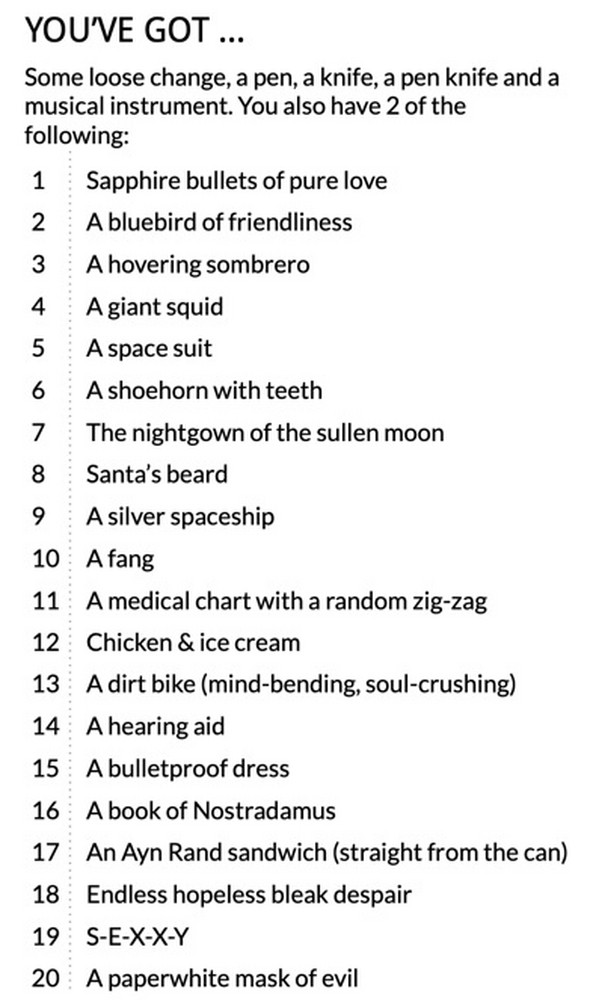 YOU'VE GOT ...
Some loose change, a pen, a knife, a pen knife and a
musical instrument. You also have 2 of the
following:
1 Sapphire bullets of pure love
2 A bluebird of friendliness
3 A hovering sombrero
4 A giant squid
5 A space suit
6 A shoehorn with teeth
7 The nightgown of the sullen moon
8 Santa's beard
9 A silver spaceship
10 A fang
11 A medical chart with a random zig-zag
12 Chicken & ice cream
13 A dirt bike (mind-bending, soul-crushing)
14 A hearing aid
15 A bulletproof dress
16 A book of Nostradamus
17 An Ayn Rand sandwich (straight from the can)
18 Endless hopeless bleak despair
19 S-E-X-X-Y
20 A paperwhite mask of evil